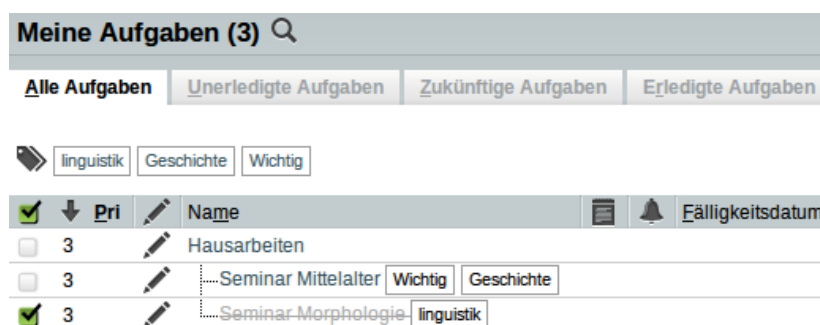 Meine Aufgaben (3)
Alle Aufgaben Unerledigte Aufgaben Zukünftige Aufgaben Erledigte Aufgaben
linguistik Geschichte Wichtig
Pri Name Fälligkeitsdatum
3 Hausarbeiten
3 Seminar Mittelalter Wichtig Geschichte
3 Seminar Morphologie linguistik